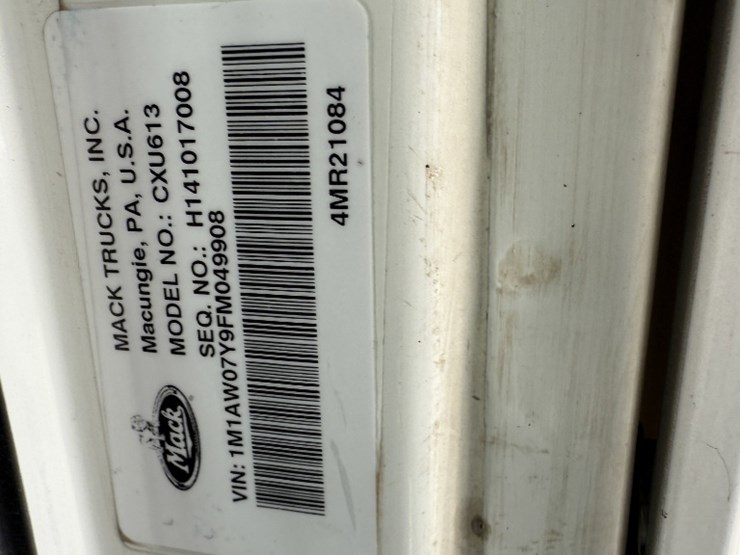 MACK TRUCKS, INC.
Macungie, PA, U.S.A.
MODEL NO.: CXU613
SEQ. NO.: H141017008
VIN: 1M1AW07Y9FM049908
4MR21084
Mack